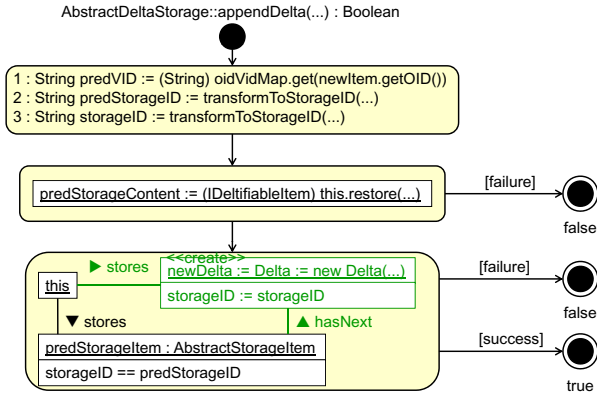 AbstractDeltaStorage::appendDelta(...) : Boolean
1 : String predVID := (String) oidVidMap.get(newItem.getOID())
2 : String predStorageID := transformToStorageID(...)
3 : String storageID := transformToStorageID(...)
predStorageContent := (IDeltifiableItem) this.restore(...)
[failure]
false
<<create>>
▶ stores
newDelta := Delta := new Delta(...)
[failure]
this
storageID := storageID
false
▼ stores
▲ hasNext
[success]
predStorageItem : AbstractStorageItem
storageID == predStorageID
true